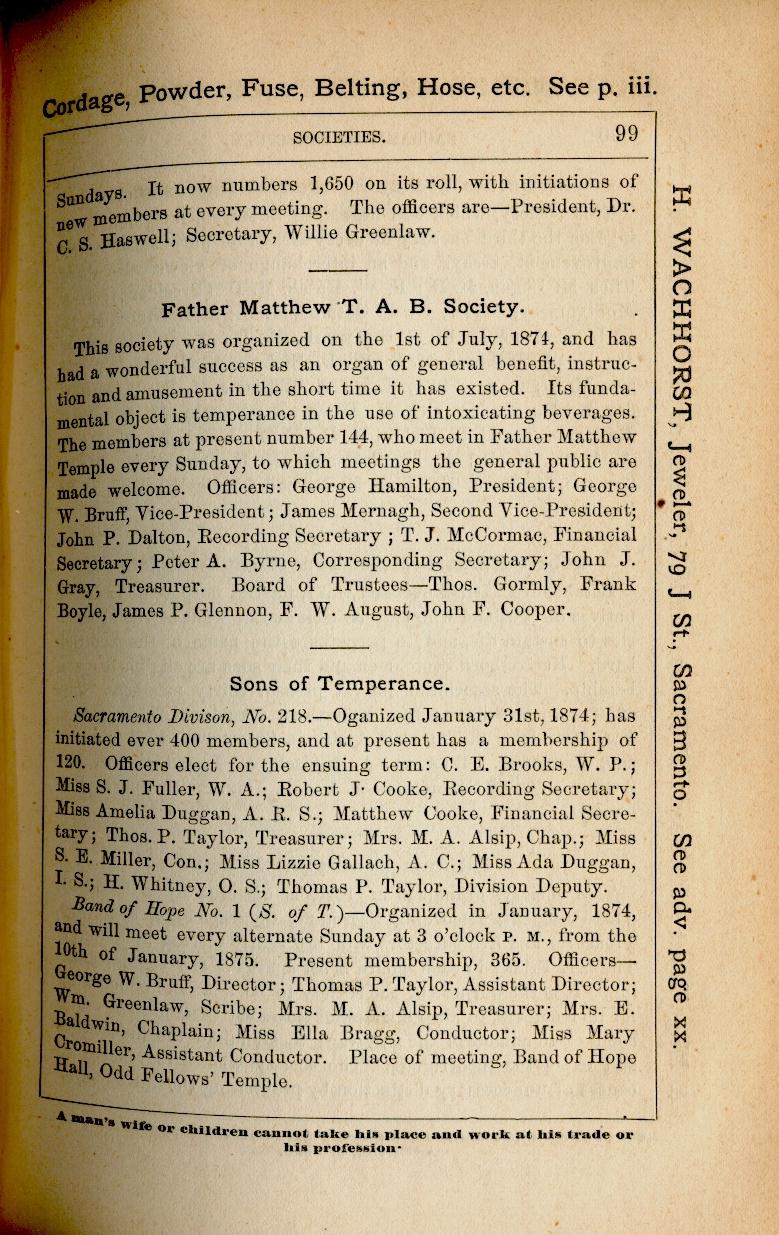 Cordage, Powder, Fuse, Belting, Hose, etc. See p. iii.
SOCIETIES. 99
Sundays. It now numbers 1,650 on its roll, with initiations of
new members at every meeting. The officers are—President, Dr.
C. S. Haswell; Secretary, Willie Greenlaw.
Father Matthew T. A. B. Society.
This society was organized on the 1st of July, 1874, and has
had a wonderful success as an organ of general benefit, instruc-
tion and amusement in the short time it has existed. Its funda-
mental object is temperance in the use of intoxicating beverages.
The members at present number 144, who meet in Father Matthew
Temple every Sunday, to which meetings the general public are
made welcome. Officers: George Hamilton, President; George
W. Bruff, Vice-President; James Mernagh, Second Vice-President;
John P. Dalton, Recording Secretary ; T. J. McCormac, Financial
Secretary; Peter A. Byrne, Corresponding Secretary; John J.
Gray, Treasurer. Board of Trustees—Thos. Gormly, Frank
Boyle, James P. Glennon, F. W. August, John F. Cooper.
Sons of Temperance.
Sacramento Divison, No. 218.—Oganized January 31st, 1874; has
initiated ever 400 members, and at present has a membership of
120. Officers elect for the ensuing term: C. E. Brooks, W. P.;
Miss S. J. Fuller, W. A.; Robert J· Cooke, Recording Secretary;
Miss Amelia Duggan, A. R. S.; Matthew Cooke, Financial Secre-
tary; Thos. P. Taylor, Treasurer; Mrs. M. A. Alsip, Chap.; Miss
S. E. Miller, Con.; Miss Lizzie Gallach, A. C.; Miss Ada Duggan,
I. S.; H. Whitney, O. S.; Thomas P. Taylor, Division Deputy.
Band of Hope No. 1 (S. of T.)—Organized in January, 1874,
and will meet every alternate Sunday at 3 o'clock P. M., from the
10th of January, 1875. Present membership, 365. Officers—
George W. Bruff, Director; Thomas P. Taylor, Assistant Director;
Wm. Greenlaw, Scribe; Mrs. M. A. Alsip, Treasurer; Mrs. E.
Baldwin, Chaplain; Miss Ella Bragg, Conductor; Miss Mary
Cromiller, Assistant Conductor. Place of meeting, Band of Hope
Hall, Odd Fellows' Temple.
A man's wife or children cannot take his place and work at his trade or
his profession·
H. WACHHORST, Jeweler, 79 J St., Sacramento. See adv. page xx.